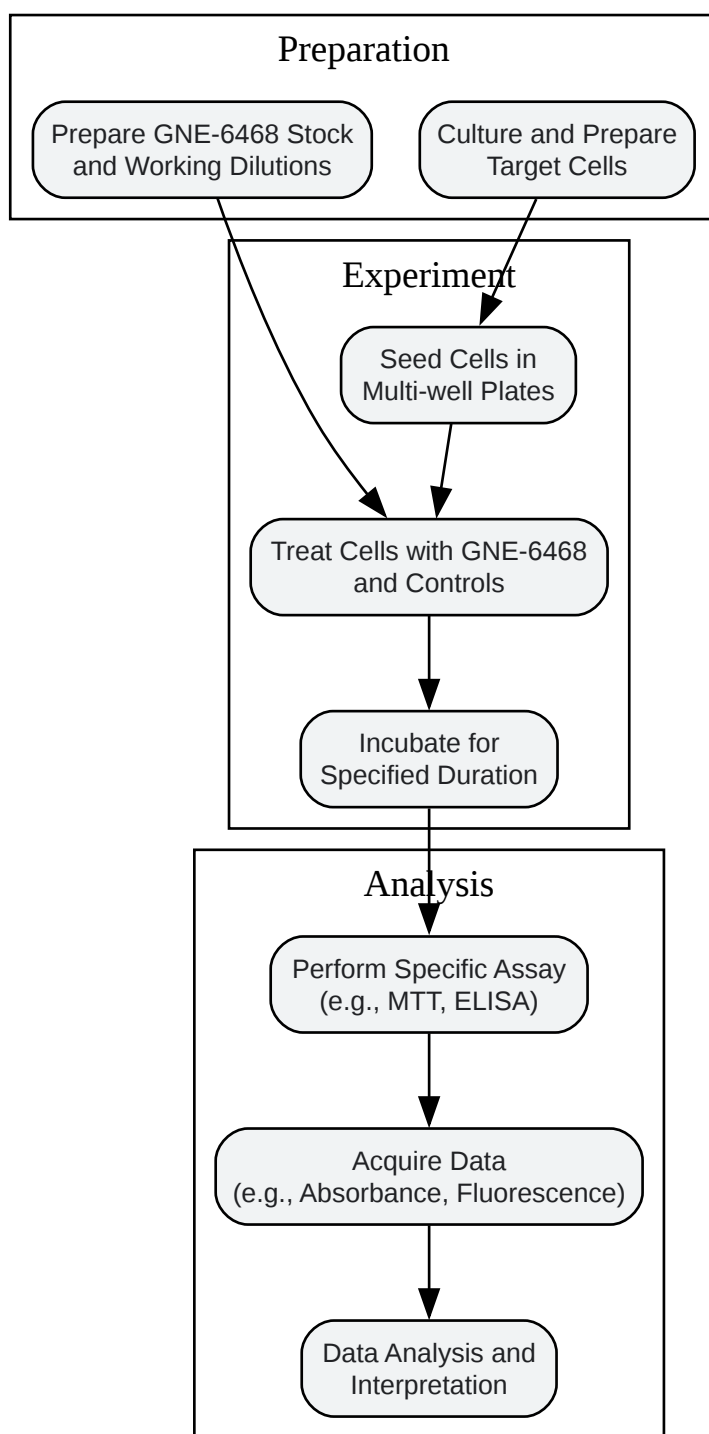 Preparation
Prepare GNE-6468 Stock
and Working Dilutions
Culture and Prepare
Target Cells
Experiment
Seed Cells in
Multi-well Plates
Treat Cells with GNE-6468
and Controls
Incubate for
Specified Duration
Analysis
Perform Specific Assay
(e.g., MTT, ELISA)
Acquire Data
(e.g., Absorbance, Fluorescence)
Data Analysis and
Interpretation